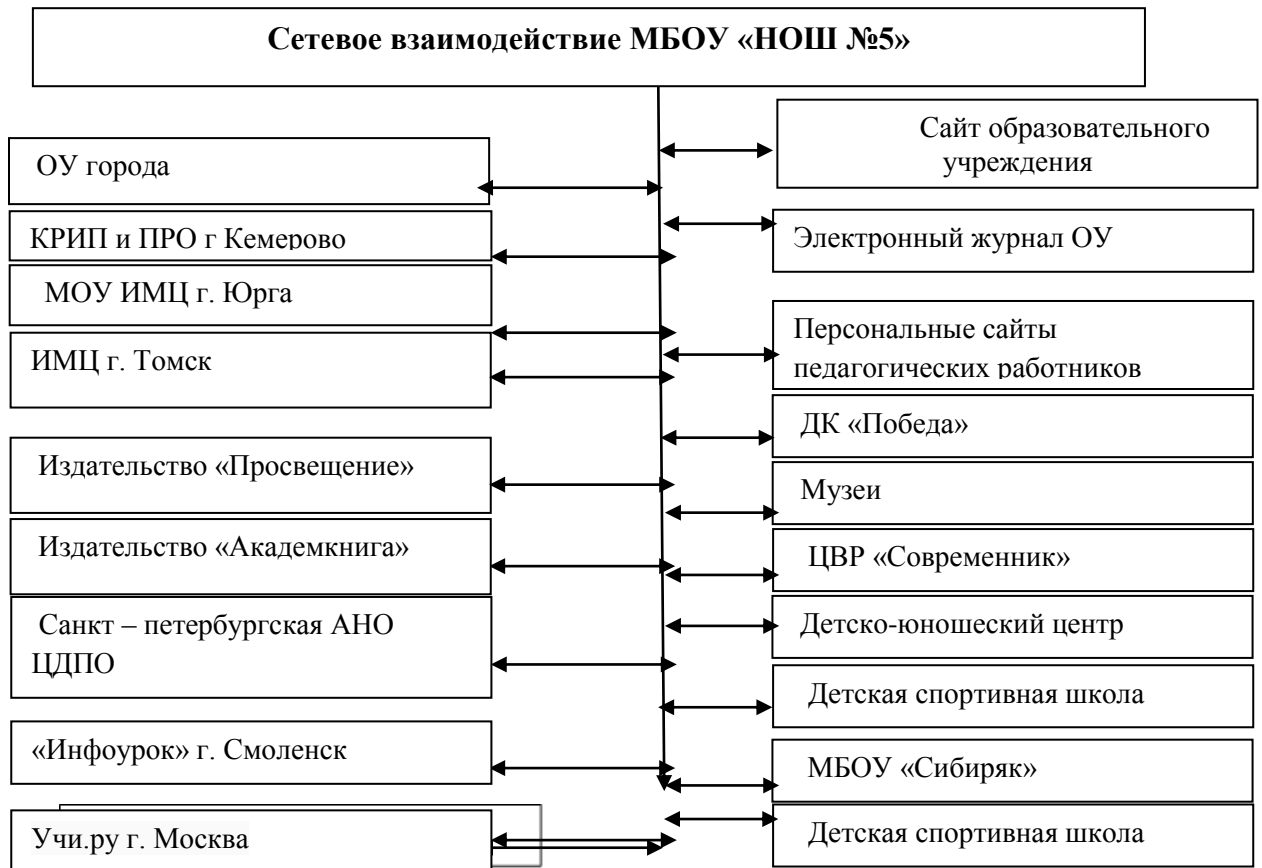 Сетевое взаимодействие МБОУ «НОШ №5»
ОУ города
КРИП и ПРО г Кемерово
МОУ ИМЦ г. Юрга
ИМЦ г. Томск
Издательство «Просвещение»
Издательство «Академкнига»
Санкт – петербургская АНО
ЦДПО
«Инфоурок» г. Смоленск
Учи.ру г. Москва
Сайт образовательного
учреждения
Электронный журнал ОУ
Персональные сайты
педагогических работников
ДК «Победа»
Музеи
ЦВР «Современник»
Детско-юношеский центр
Детская спортивная школа
МБОУ «Сибиряк»
Детская спортивная школа